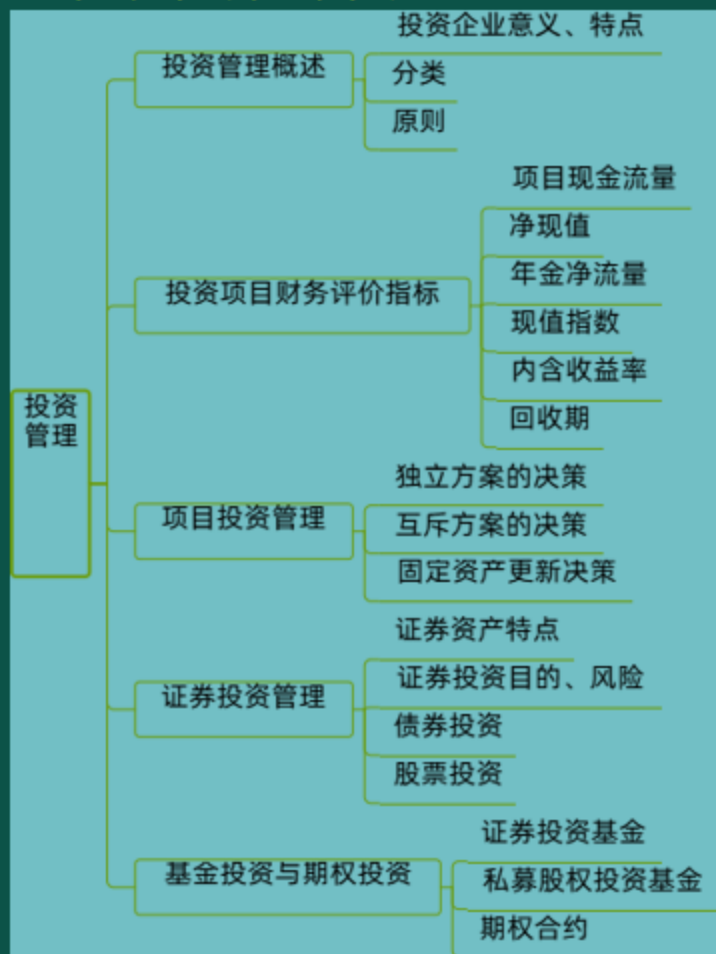 投资
管理
投资管理概述
投资企业意义、特点
分类
原则
投资项目财务评价指标
项目现金流量
净现值
年金净流量
现值指数
内含收益率
回收期
项目投资管理
独立方案的决策
互斥方案的决策
固定资产更新决策
证券投资管理
证券资产特点
证券投资目的、风险
债券投资
股票投资
基金投资与期权投资
证券投资基金
私募股权投资基金
期权合约